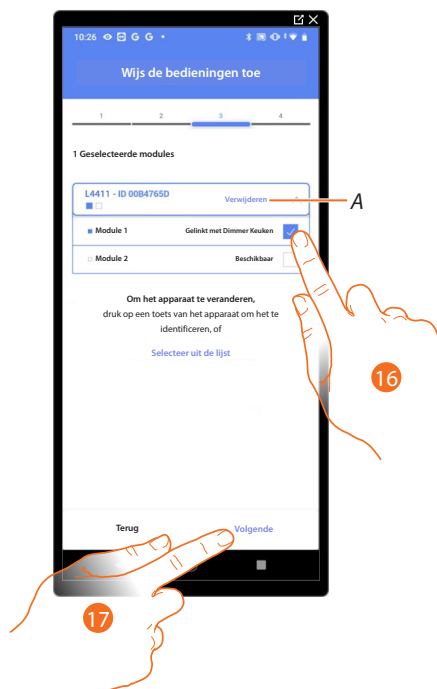 10:26 G G
Wijs de bedieningen toe
1 2 3 4
1 Geselecteerde modules
L4411 - ID 00B4765D
Verwijderen
A
Module 1 Gelinkt met Dimmer Keuken
Module 2 Beschikbaar
Om het apparaat te veranderen,
druk op een toets van het apparaat om het te
identificeren, of
Selecteer uit de lijst
16
Terug Volgende
17